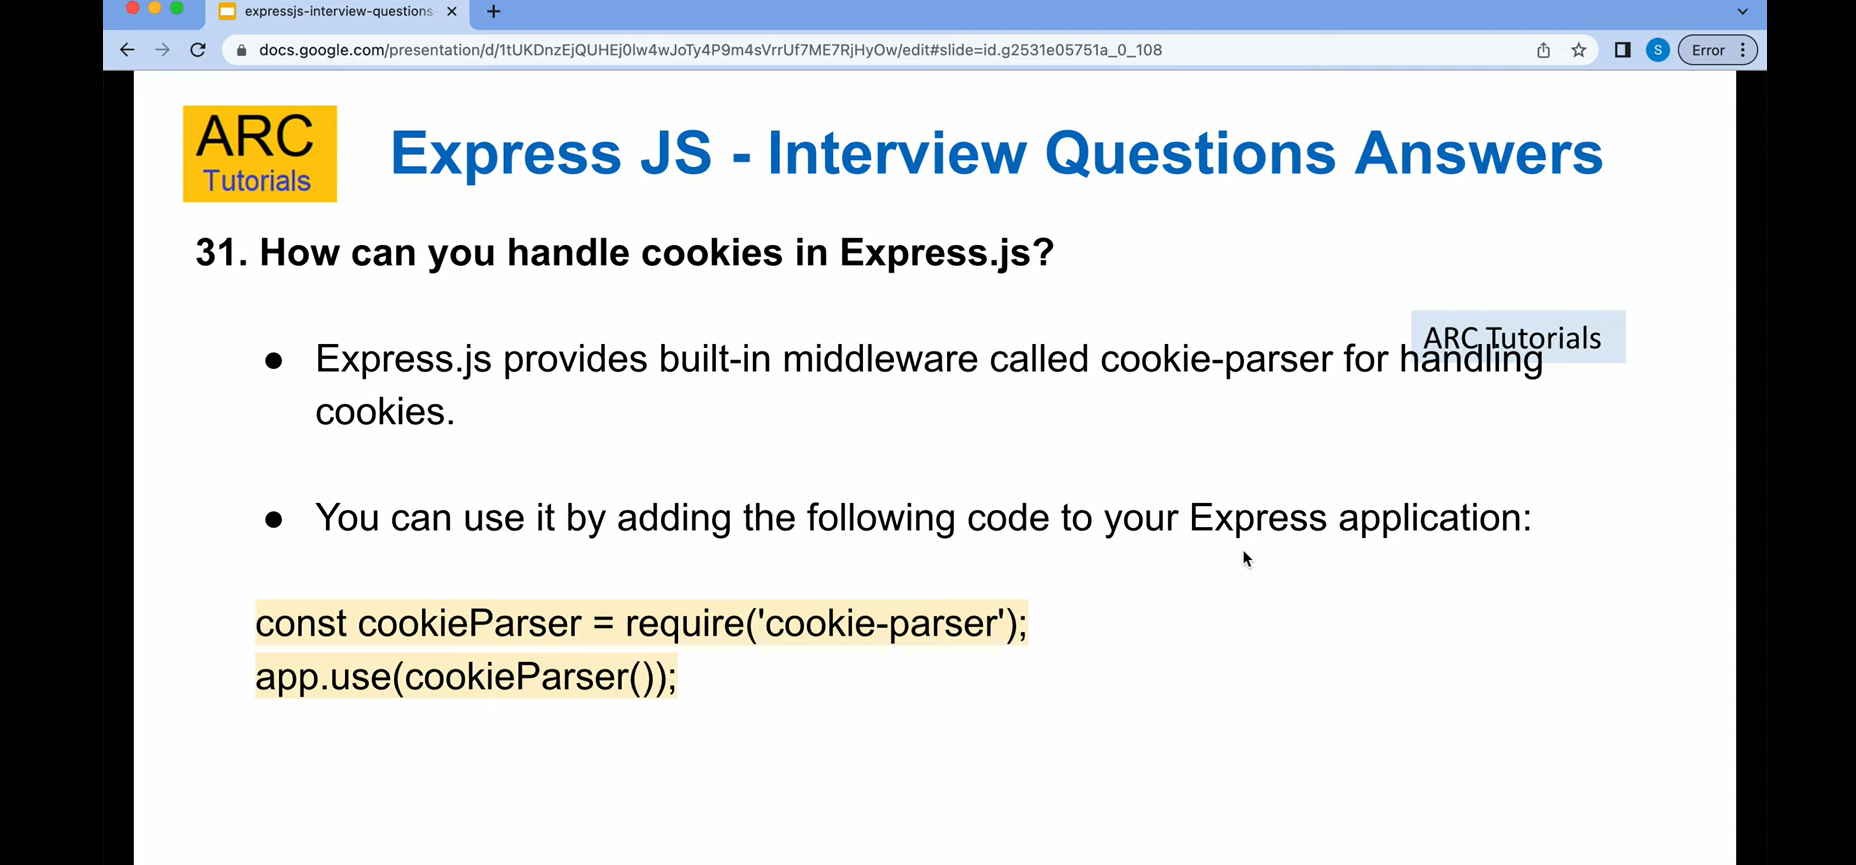 expressjs-interview-questions-
docs.google.com/presentation/d/1tUKDnzEjQUHEj0lw4wJoTy4P9m4sVrrUf7ME7RjHyOw/edit#slide=id.g2531e05751a_0_108
S
Error
ARC
Tutorials
Express JS - Interview Questions Answers
31. How can you handle cookies in Express.js?
ARC Tutorials
● Express.js provides built-in middleware called cookie-parser for handling
cookies.
● You can use it by adding the following code to your Express application:
const cookieParser = require('cookie-parser');
app.use(cookieParser());